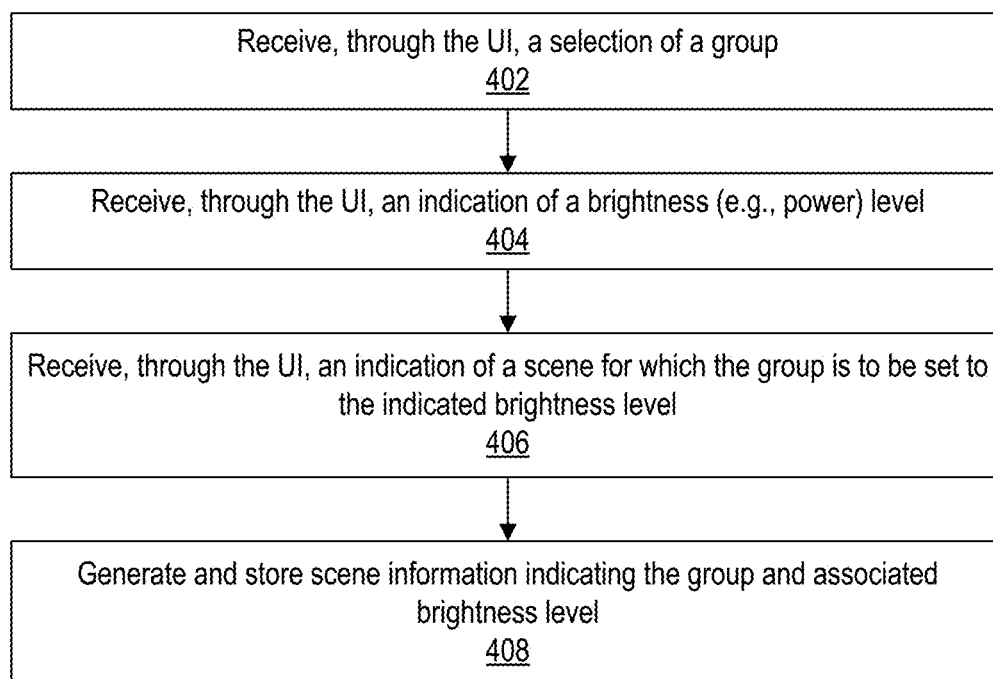 Receive, through the UI, a selection of a group
402
Receive, through the UI, an indication of a brightness (e.g., power) level
404
Receive, through the UI, an indication of a scene for which the group is to be set to
the indicated brightness level
406
Generate and store scene information indicating the group and associated
brightness level
408